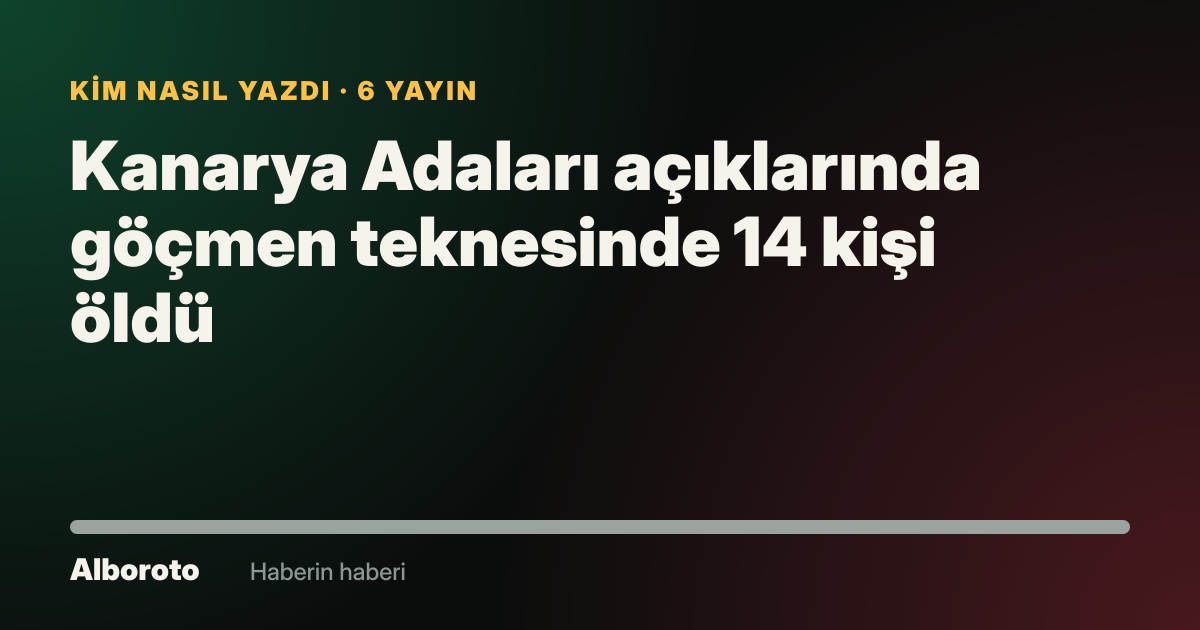 KİM NASIL YAZDI · 6 YAYIN
Kanarya Adaları açıklarında
göçmen teknesinde 14 kişi
öldü
Alboroto
Haberin haberi